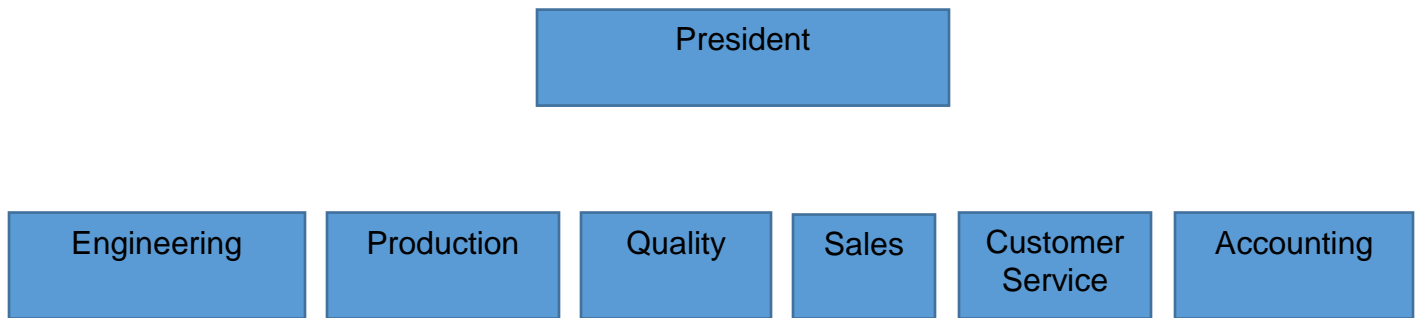 President
Engineering
Production
Quality
Sales
Customer
Service
Accounting